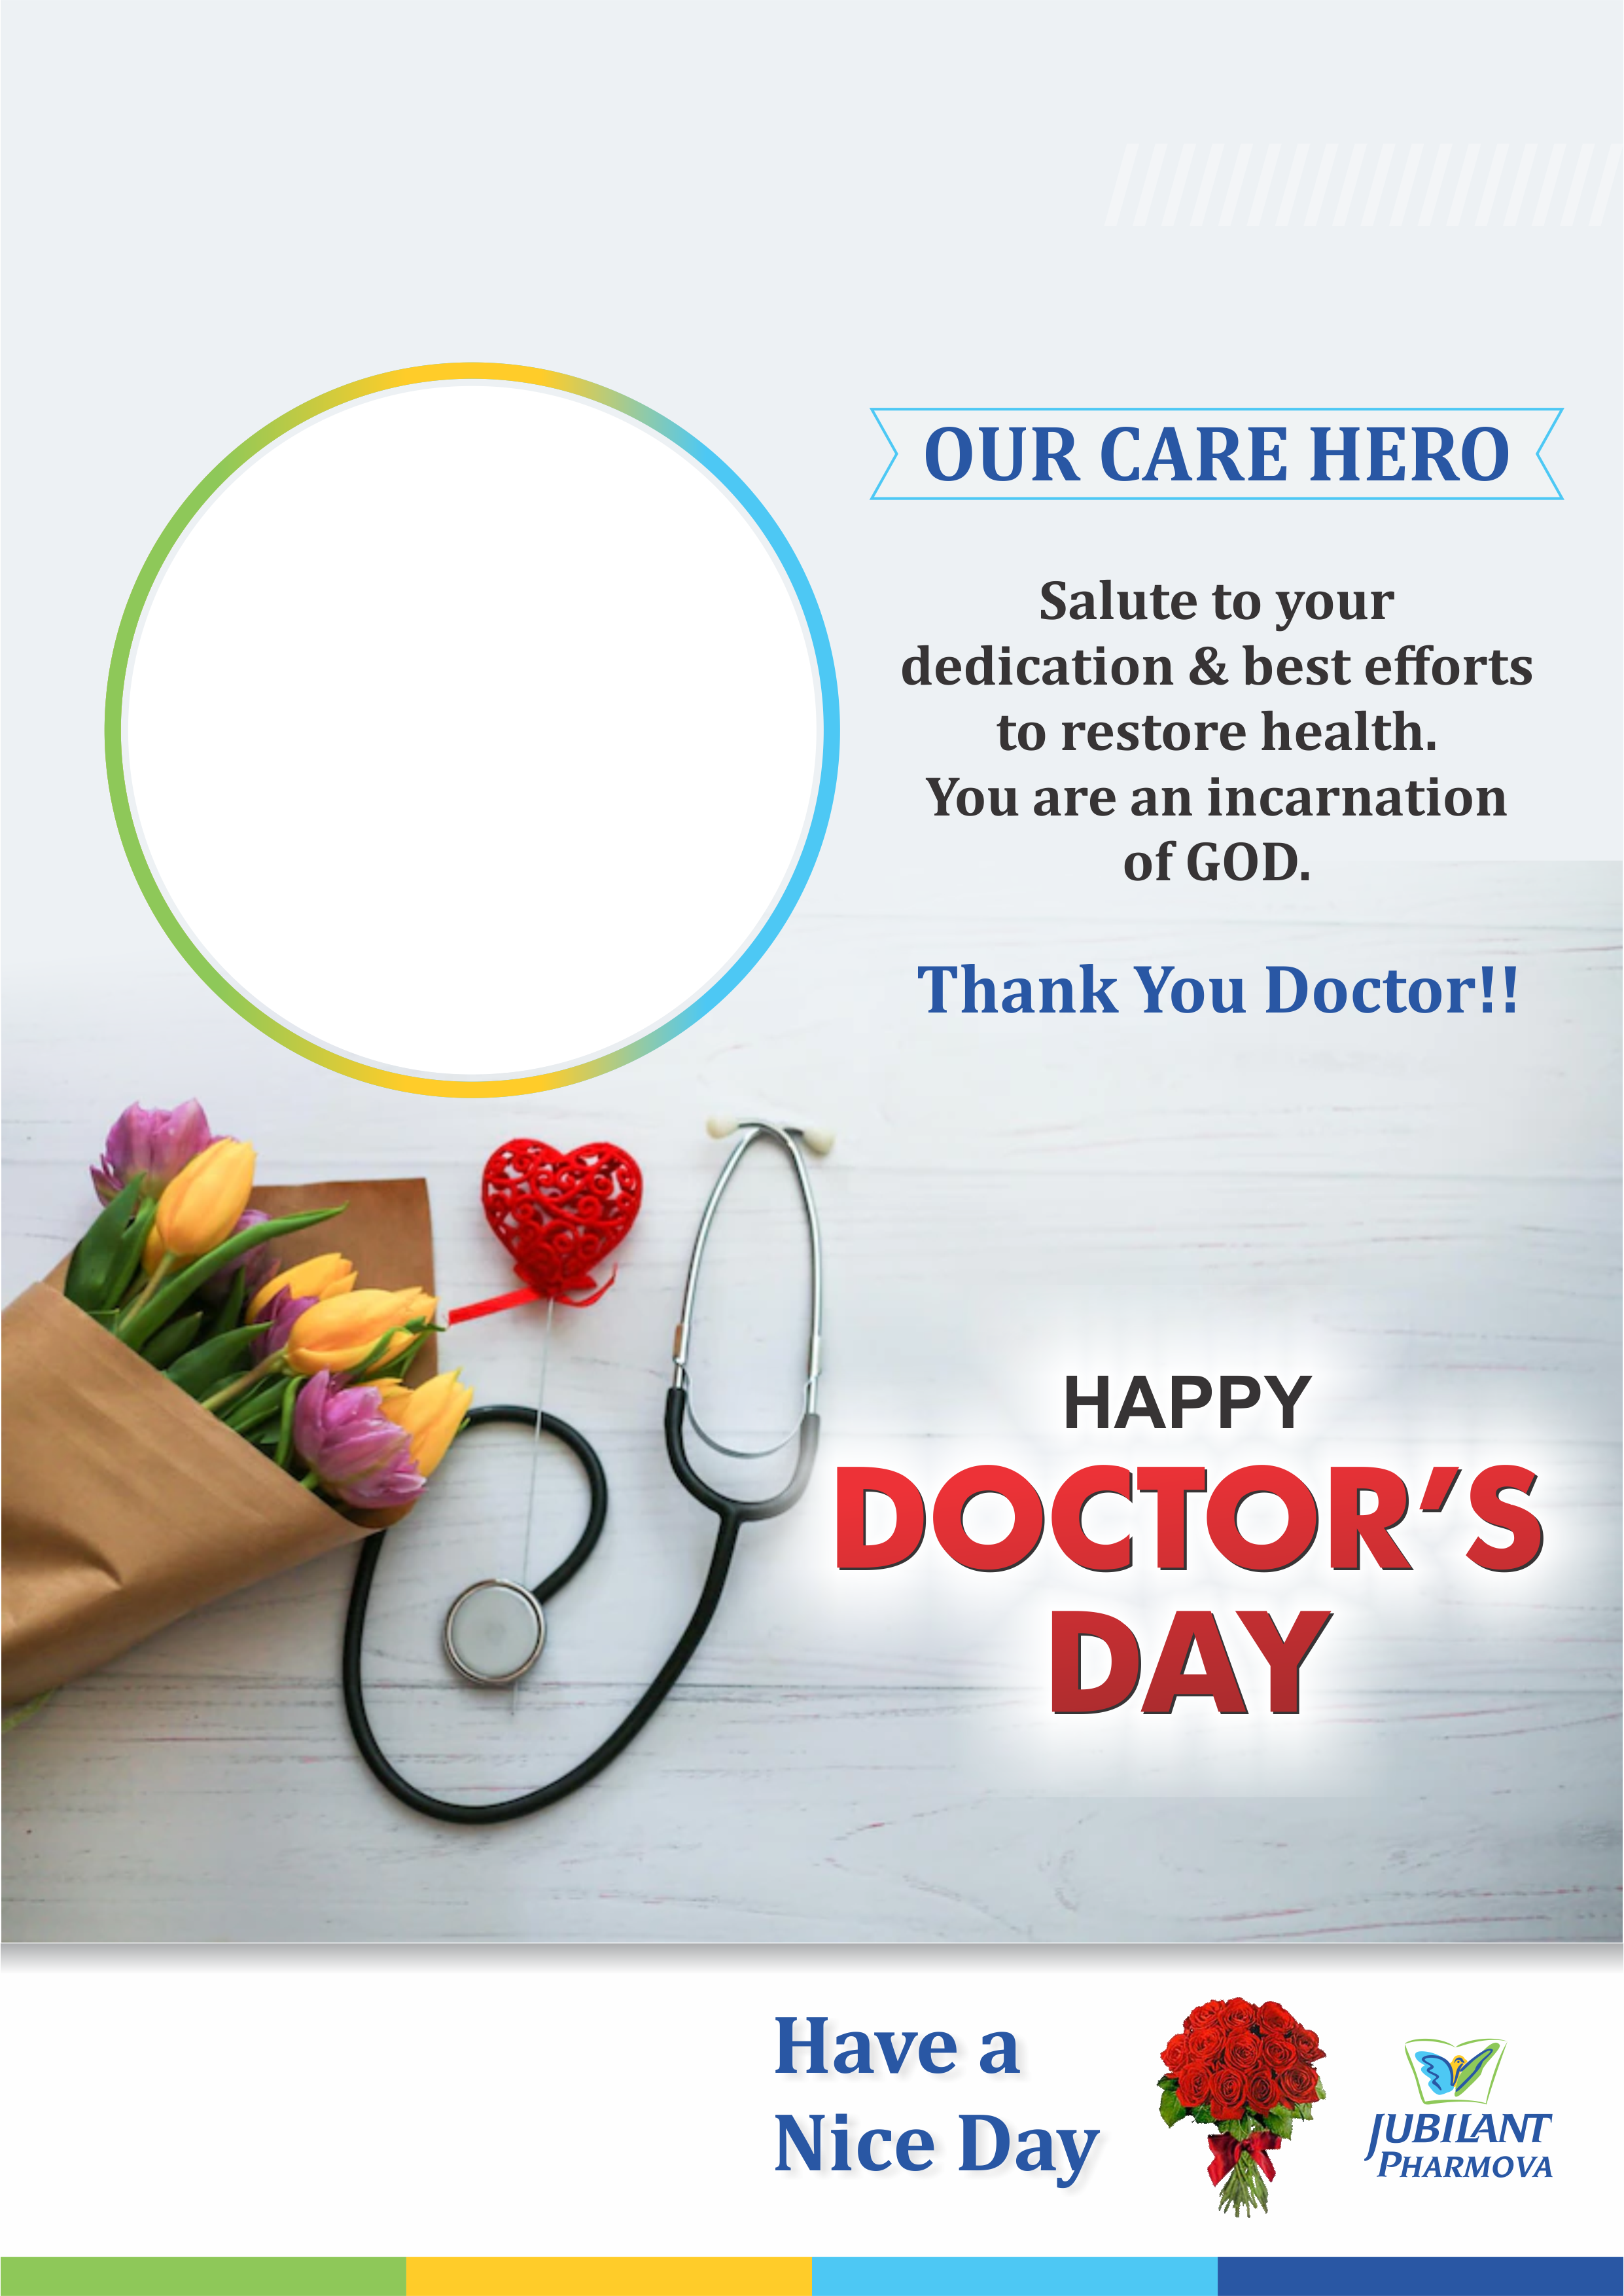 OUR CARE HERO
Salute to your
dedication & best efforts
to restore health.
You are an incarnation
of GOD.
Thank You Doctor!!
HAPPY
DOCTOR'S
DAY
Have a
Nice Day
JUBILANT
PHARMOVA